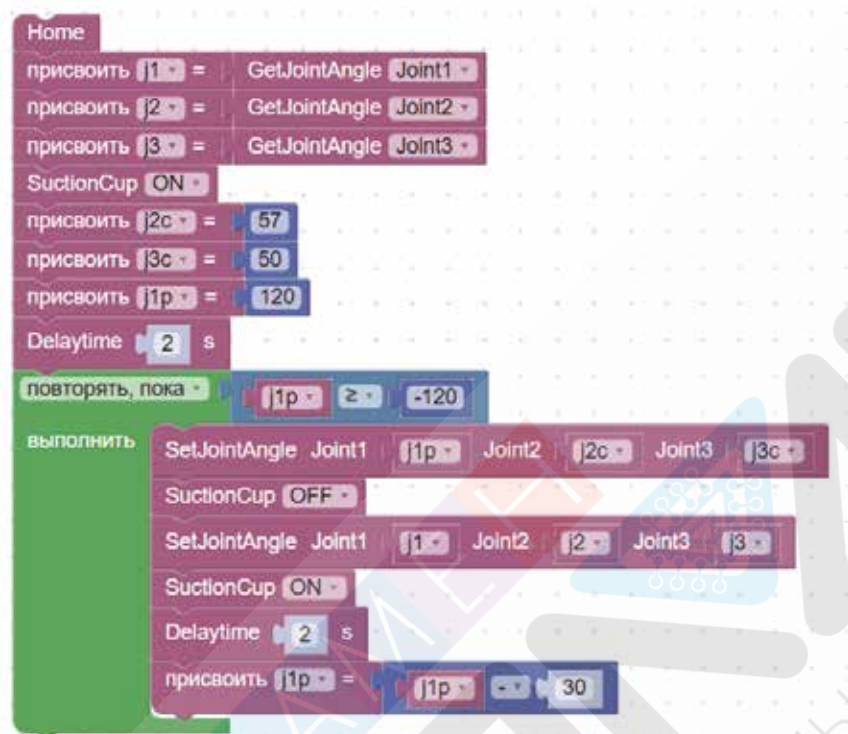 Home
присвоить j1 = GetJointAngle Joint1
присвоить j2 = GetJointAngle Joint2
присвоить j3 = GetJointAngle Joint3
SuctionCup ON
присвоить j2c = 57
присвоить j3c = 50
присвоить j1p = 120
Delaytime 2 s
повторять, пока j1p ≥ -120
выполнить SetJointAngle Joint1 j1p Joint2 j2c Joint3 j3c
SuctionCup OFF
SetJointAngle Joint1 j1 Joint2 j2 Joint3 j3
SuctionCup ON
Delaytime 2 s
присвоить j1p = j1p - 30